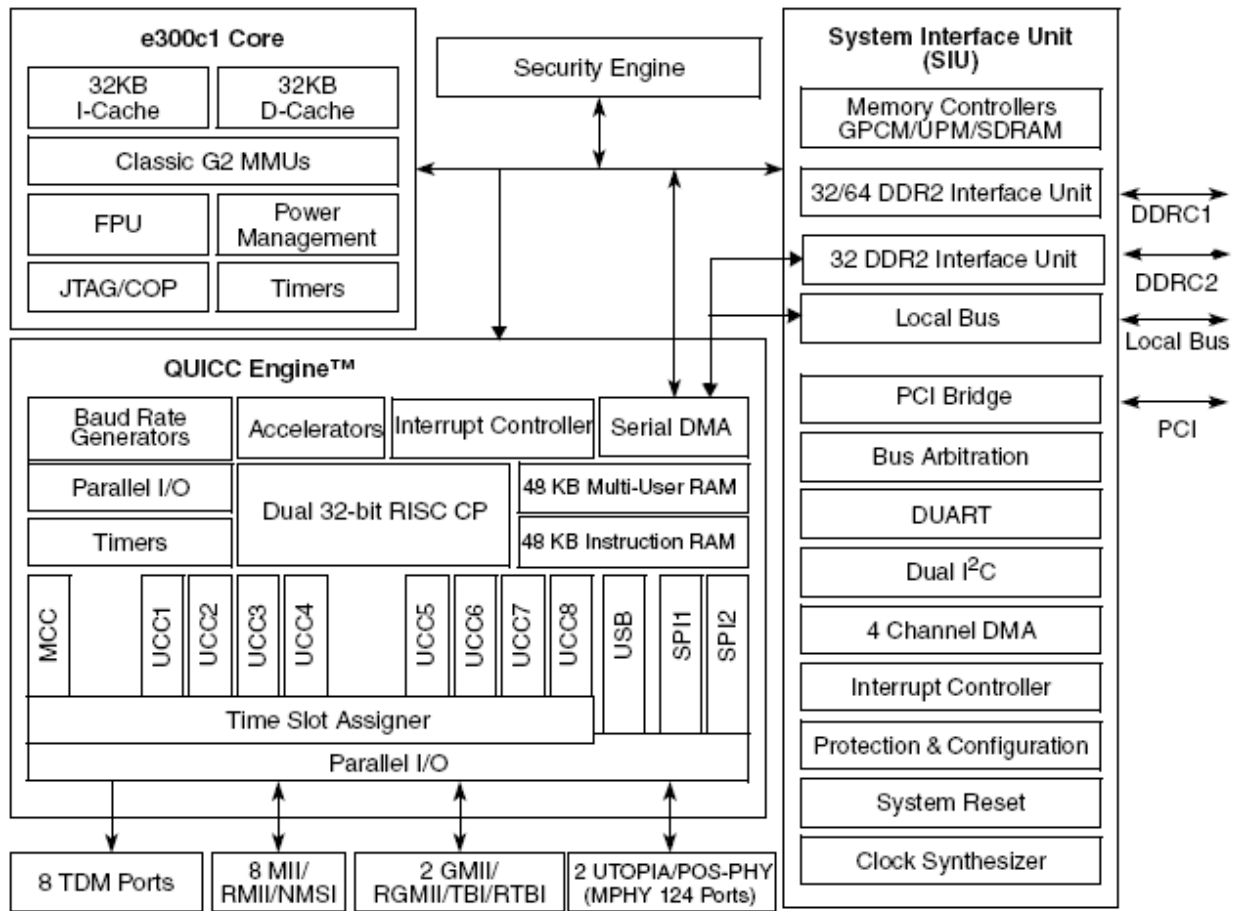 e300c1 Core
32KB
I-Cache
32KB
D-Cache
Classic G2 MMUs
FPU
Power
Management
JTAG/COP
Timers
Security Engine
System Interface Unit
(SIU)
Memory Controllers
GPCM/UPM/SDRAM
32/64 DDR2 Interface Unit
DDRC1
32 DDR2 Interface Unit
DDRC2
Local Bus
Local Bus
PCI Bridge
PCI
Bus Arbitration
DUART
Dual I²C
4 Channel DMA
Interrupt Controller
Protection & Configuration
System Reset
Clock Synthesizer
QUICC Engine™
Baud Rate
Generators
Accelerators
Interrupt Controller
Serial DMA
Parallel I/O
Dual 32-bit RISC CP
48 KB Multi-User RAM
Timers
48 KB Instruction RAM
MCC
UCC1
UCC2
UCC3
UCC4
UCC5
UCC6
UCC7
UCC8
USB
SPI1
SPI2
Time Slot Assigner
Parallel I/O
8 TDM Ports
8 MII/
RMII/NMSI
2 GMII/
RGMII/TBI/RTBI
2 UTOPIA/POS-PHY
(MPHY 124 Ports)